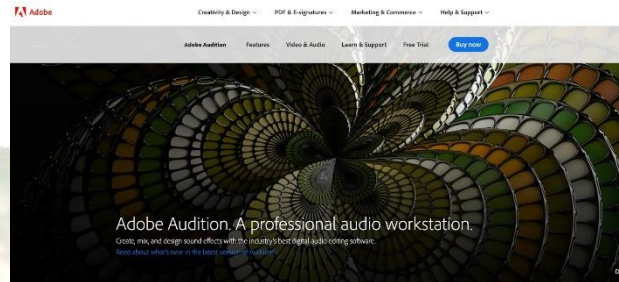 Adobe
Creativity & Design
PDF & E-signatures
Marketing & Commerce
Help & Support
Adobe Audition
Features
Video & Audio
Learn & Support
Free Trial
Buy now
Adobe Audition. A professional audio workstation.
Create, mix, and design sound effects with the industry's best digital audio editing software.
Read about what's new in the latest version of Audition